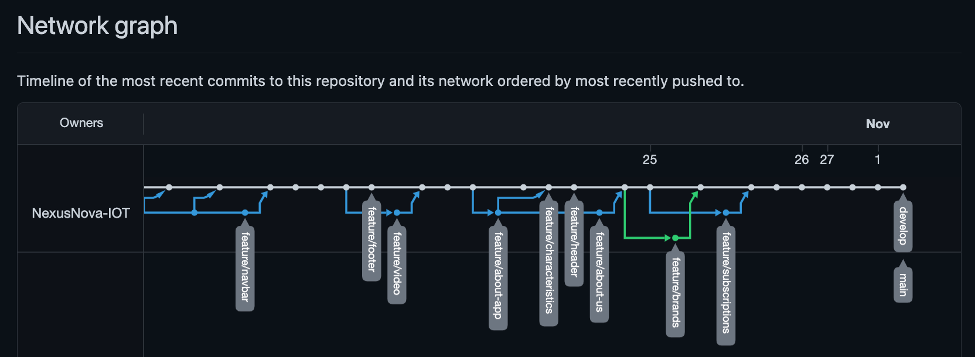 Network graph
Timeline of the most recent commits to this repository and its network ordered by most recently pushed to.
Owners
Nov
25
26
27
1
NexusNova-IOT
feature/navbar
feature/footer
feature/video
feature/about-app
feature/characteristics
feature/header
feature/about-us
feature/brands
feature/subscriptions
develop
main